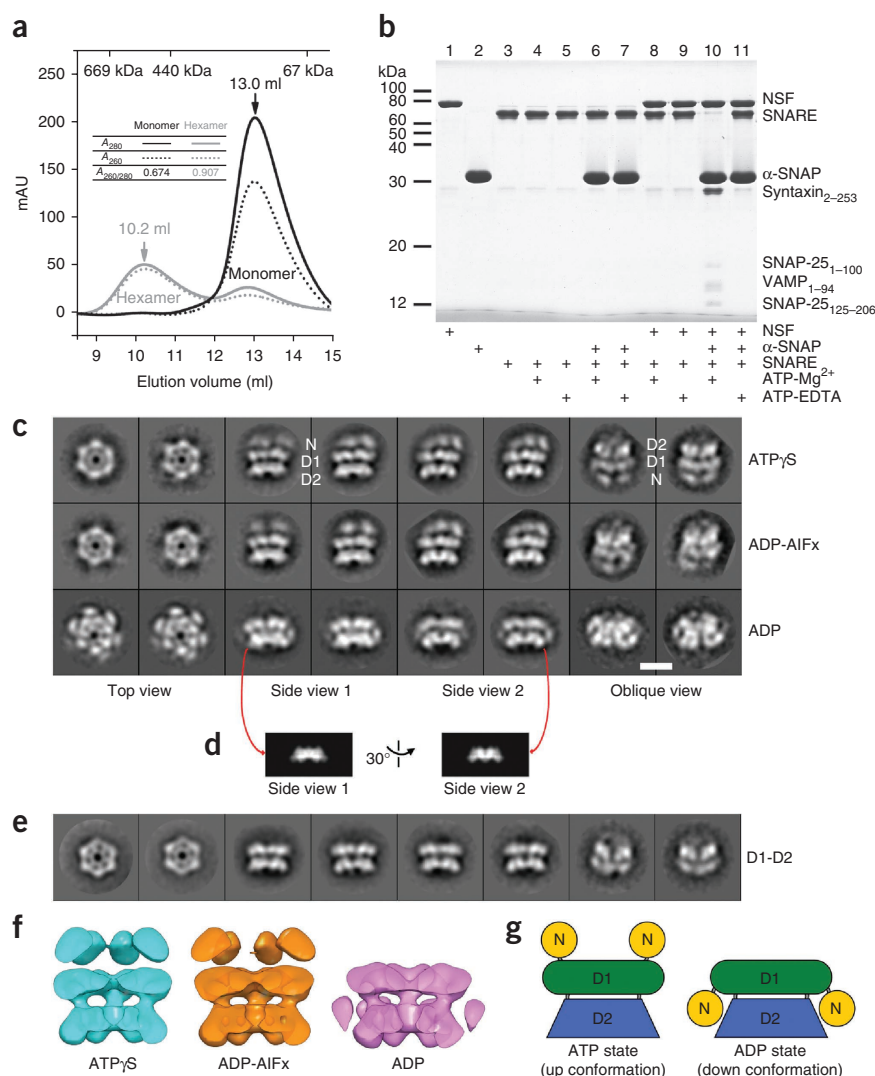 a
669 kDa 440 kDa 67 kDa
250
200
150
100
50
0
mAU
13.0 ml
Monomer Hexamer
A280
A260
A260/280 0.674 0.907
10.2 ml
Hexamer
Monomer
9 10 11 12 13 14 15
Elution volume (ml)
b
1 2 3 4 5 6 7 8 9 10 11
kDa
100
80
60
50
40
30
20
12
NSF
SNARE
α-SNAP
Syntaxin2–253
SNAP-251–100
VAMP1–94
SNAP-25125–206
+ + + + + NSF
+ + + + + α-SNAP
+ + + + + + + + + SNARE
+ + + + ATP-Mg2+
+ + + + ATP-EDTA
c
N
D1
D2
D2
D1
N
ATPγS
ADP-AlFx
ADP
Top view Side view 1 Side view 2 Oblique view
d
30°
Side view 1 Side view 2
e
D1-D2
f
ATPγS ADP-AlFx ADP
g
N N
D1
D2
ATP state
(up conformation)
D1
N N
D2
ADP state
(down conformation)